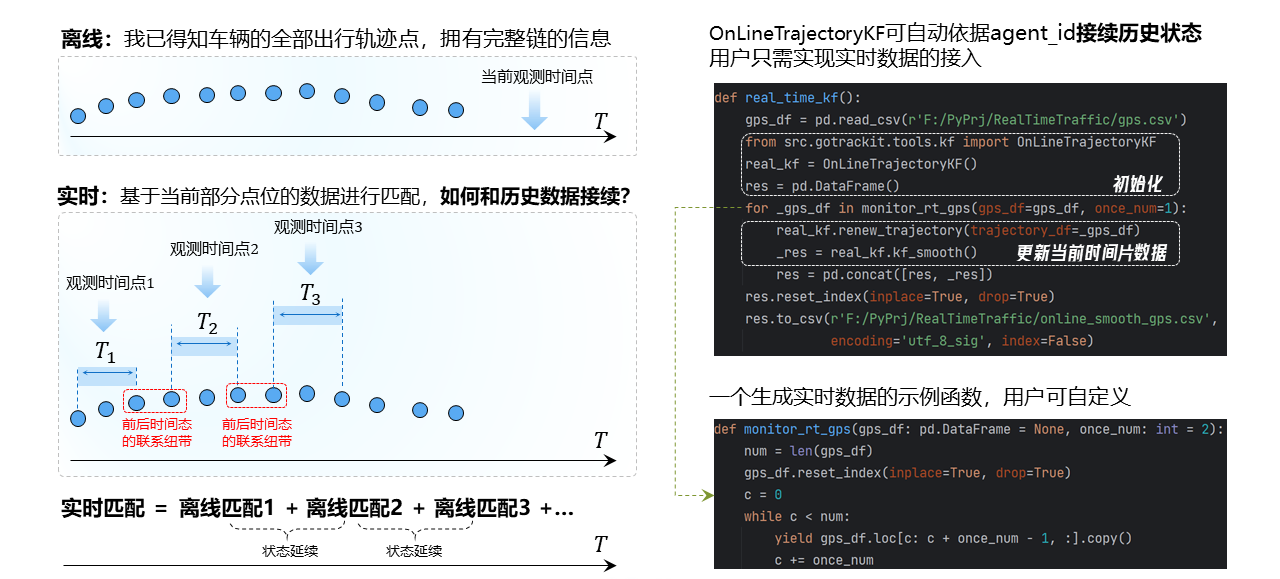 离线：我已得知车辆的全部出行轨迹点，拥有完整链的信息
当前观测时间点
T
实时：基于当前部分点位的数据进行匹配，如何和历史数据接续?
观测时间点3
观测时间点2
观测时间点1
T3
T2
T1
前后时间态
的联系纽带
前后时间态
的联系纽带
T
实时匹配 = 离线匹配1 + 离线匹配2 + 离线匹配3 +...
状态延续
状态延续
T
OnLineTrajectoryKF可自动依据agent_id接续历史状态
用户只需实现实时数据的接入
def real_time_kf():
gps_df = pd.read_csv(r'F:/PyPrj/RealTimeTraffic/gps.csv')
from src.gotrackit.tools.kf import OnLineTrajectoryKF
real_kf = OnLineTrajectoryKF()
res = pd.DataFrame()
初始化
for _gps_df in monitor_rt_gps(gps_df=gps_df, once_num=1):
real_kf.renew_trajectory(trajectory_df=_gps_df)
_res = real_kf.kf_smooth()
更新当前时间片数据
res = pd.concat([res, _res])
res.reset_index(inplace=True, drop=True)
res.to_csv(r'F:/PyPrj/RealTimeTraffic/online_smooth_gps.csv',
encoding='utf_8_sig', index=False)
一个生成实时数据的示例函数，用户可自定义
def monitor_rt_gps(gps_df: pd.DataFrame = None, once_num: int = 2):
num = len(gps_df)
gps_df.reset_index(inplace=True, drop=True)
c = 0
while c < num:
yield gps_df.loc[c: c + once_num - 1, :].copy()
c += once_num